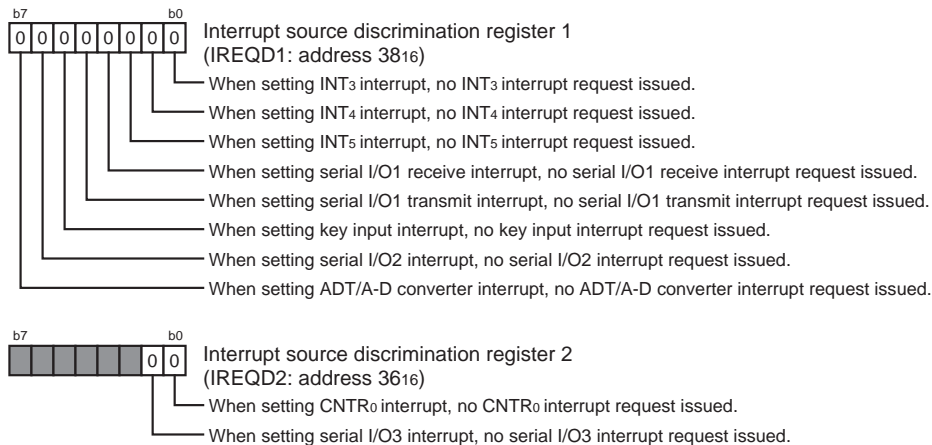 b7 b0
0 0 0 0 0 0 0 0
Interrupt source discrimination register 1
(IREQD1: address 3816)
When setting INT3 interrupt, no INT3 interrupt request issued.
When setting INT4 interrupt, no INT4 interrupt request issued.
When setting INT5 interrupt, no INT5 interrupt request issued.
When setting serial I/O1 receive interrupt, no serial I/O1 receive interrupt request issued.
When setting serial I/O1 transmit interrupt, no serial I/O1 transmit interrupt request issued.
When setting key input interrupt, no key input interrupt request issued.
When setting serial I/O2 interrupt, no serial I/O2 interrupt request issued.
When setting ADT/A-D converter interrupt, no ADT/A-D converter interrupt request issued.
b7 b0
0 0
Interrupt source discrimination register 2
(IREQD2: address 3616)
When setting CNTR0 interrupt, no CNTR0 interrupt request issued.
When setting serial I/O3 interrupt, no serial I/O3 interrupt request issued.